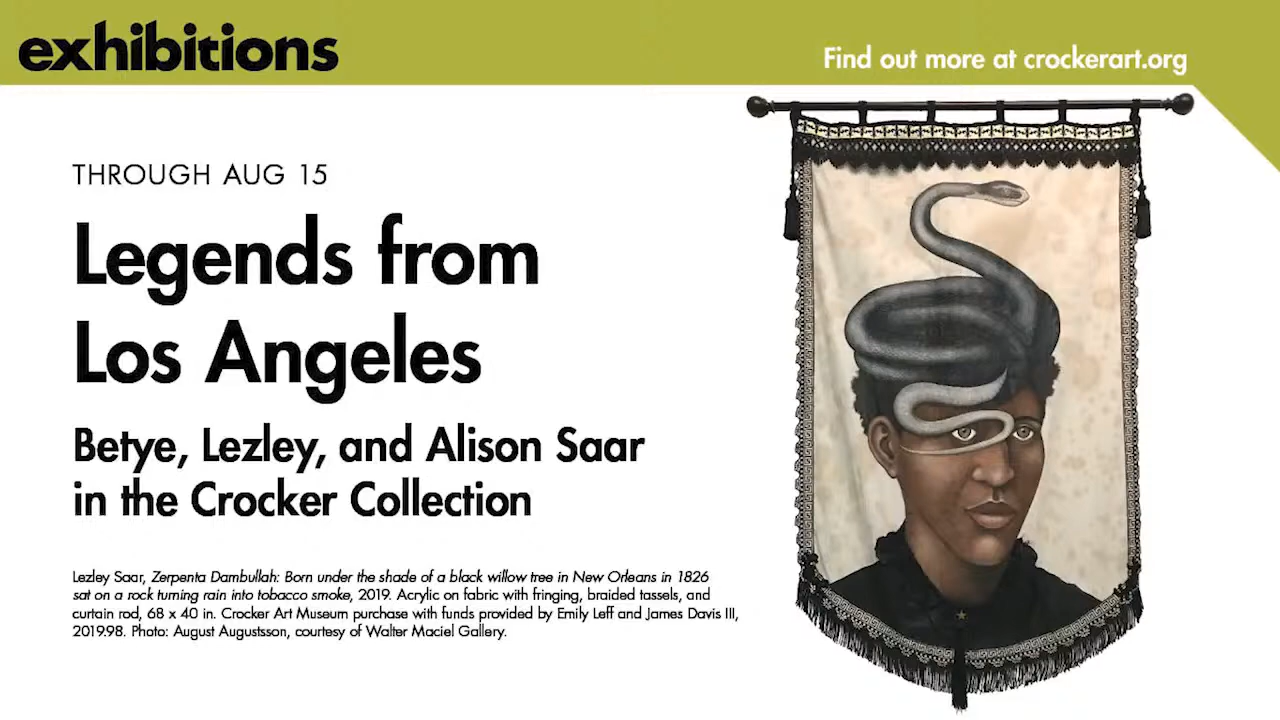 exhibitions
Find out more at crockerart.org
THROUGH AUG 15
Legends from
Los Angeles
Betye, Lezley, and Alison Saar
in the Crocker Collection
Lezley Saar, Zerpenta Dambullah: Born under the shade of a black willow tree in New Orleans in 1826
sat on a rock turning rain into tobacco smoke, 2019. Acrylic on fabric with fringing, braided tassels, and
curtain rod, 68 x 40 in. Crocker Art Museum purchase with funds provided by Emily Leff and James Davis III,
2019.98. Photo: August Augustsson, courtesy of Walter Maciel Gallery.